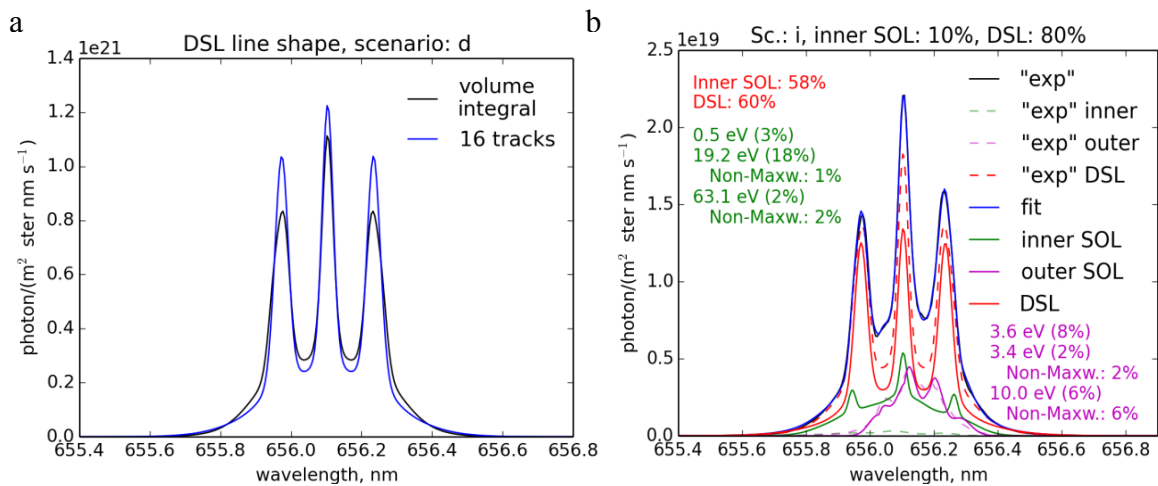 a
DSL line shape, scenario: d
1e21
1.4
1.2
1.0
0.8
0.6
0.4
0.2
0.0
photon/(m² ster nm s⁻¹)
volume
integral
16 tracks
655.4
655.6
655.8
656.0
656.2
656.4
656.6
656.8
wavelength, nm
b
Sc.: i, inner SOL: 10%, DSL: 80%
1e19
2.5
2.0
1.5
1.0
0.5
0.0
photon/(m² ster nm s⁻¹)
Inner SOL: 58%
DSL: 60%
0.5 eV (3%)
19.2 eV (18%)
Non-Maxw.: 1%
63.1 eV (2%)
Non-Maxw.: 2%
"exp"
"exp" inner
"exp" outer
"exp" DSL
fit
inner SOL
outer SOL
DSL
3.6 eV (8%)
3.4 eV (2%)
Non-Maxw.: 2%
10.0 eV (6%)
Non-Maxw.: 6%
655.4
655.6
655.8
656.0
656.2
656.4
656.6
656.8
wavelength, nm